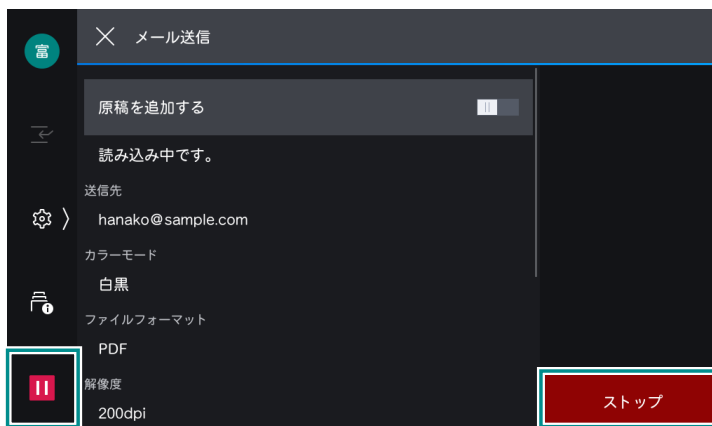 富
メール送信
原稿を追加する
読み込み中です。
送信先
hanako@sample.com
カラーモード
白黒
ファイルフォーマット
PDF
解像度
200dpi
ストップ